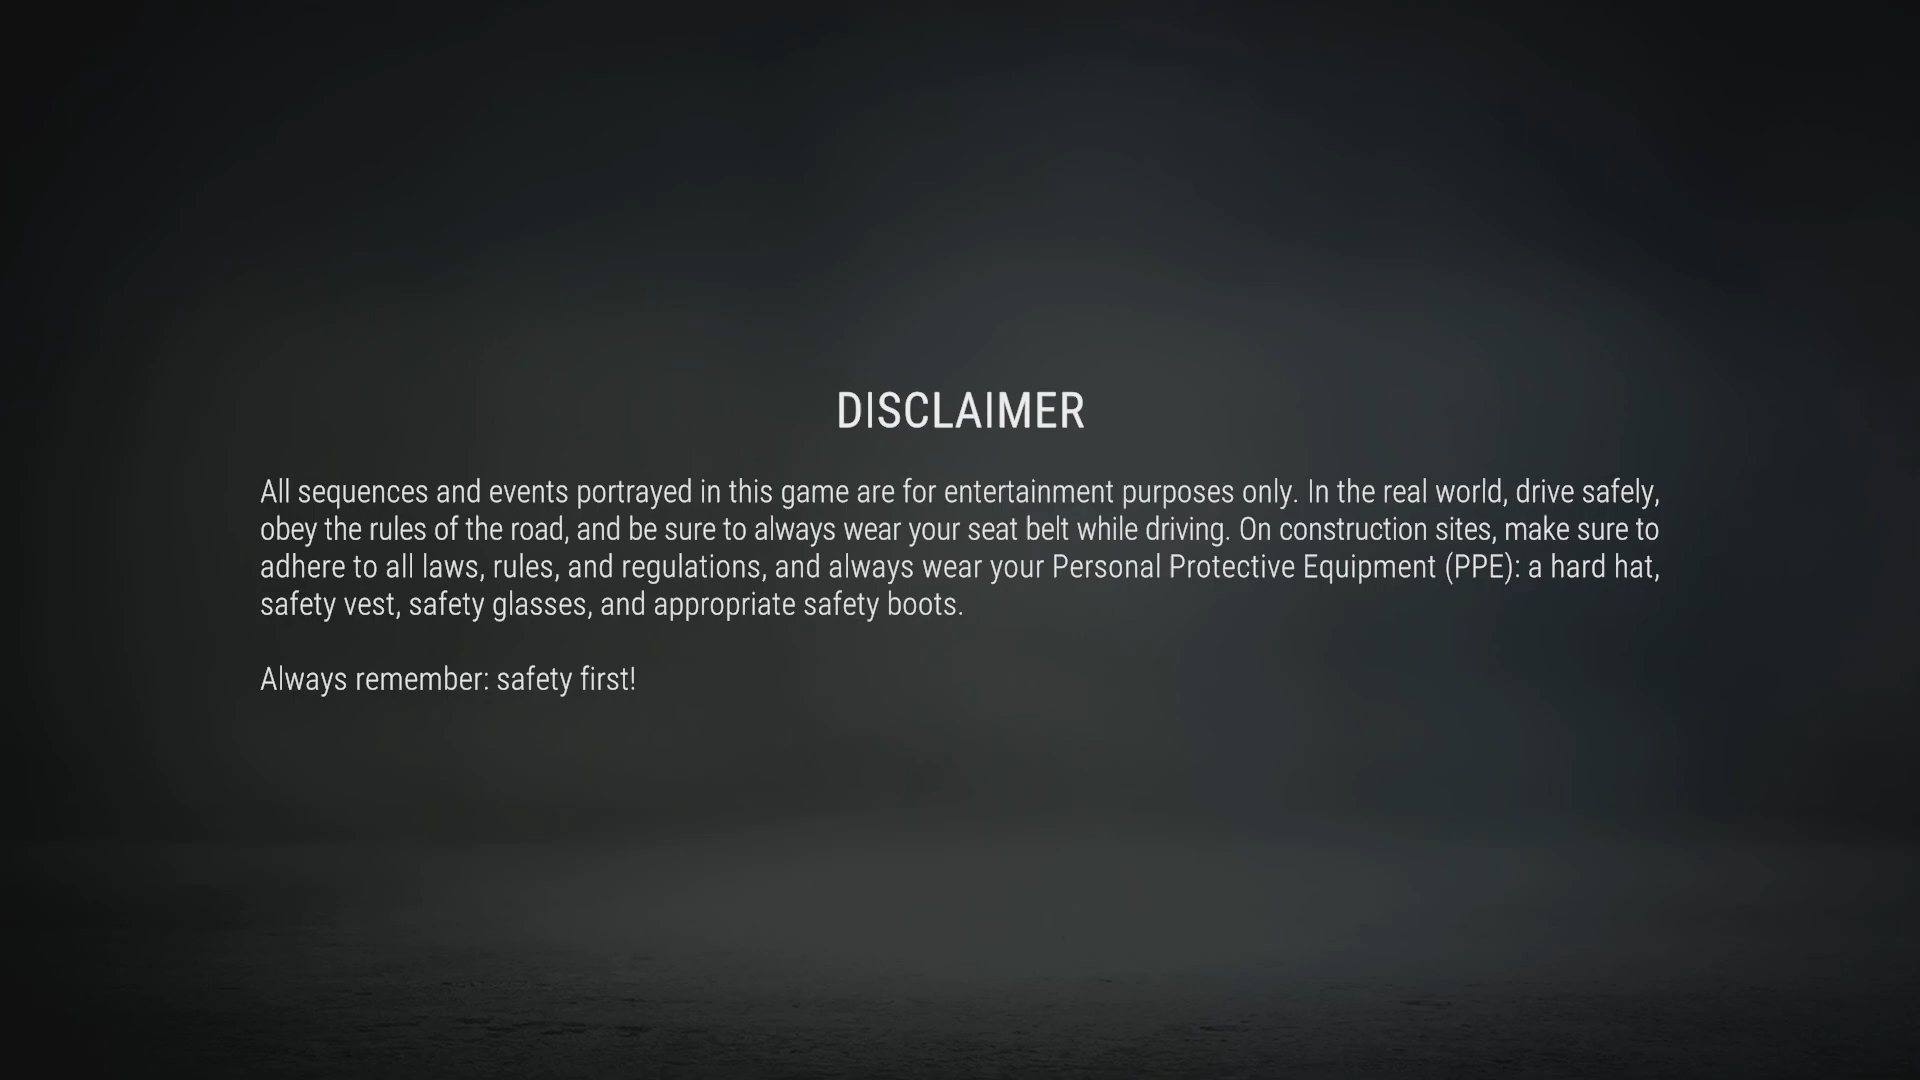 DISCLAIMER
All sequences and events portrayed in this game are for entertainment purposes only. In the real world, drive safely,
obey the rules of the road, and be sure to always wear your seat belt while driving. On construction sites, make sure to
adhere to all laws, rules, and regulations, and always wear your Personal Protective Equipment (PPE): a hard hat,
safety vest, safety glasses, and appropriate safety boots.
Always remember: safety first!